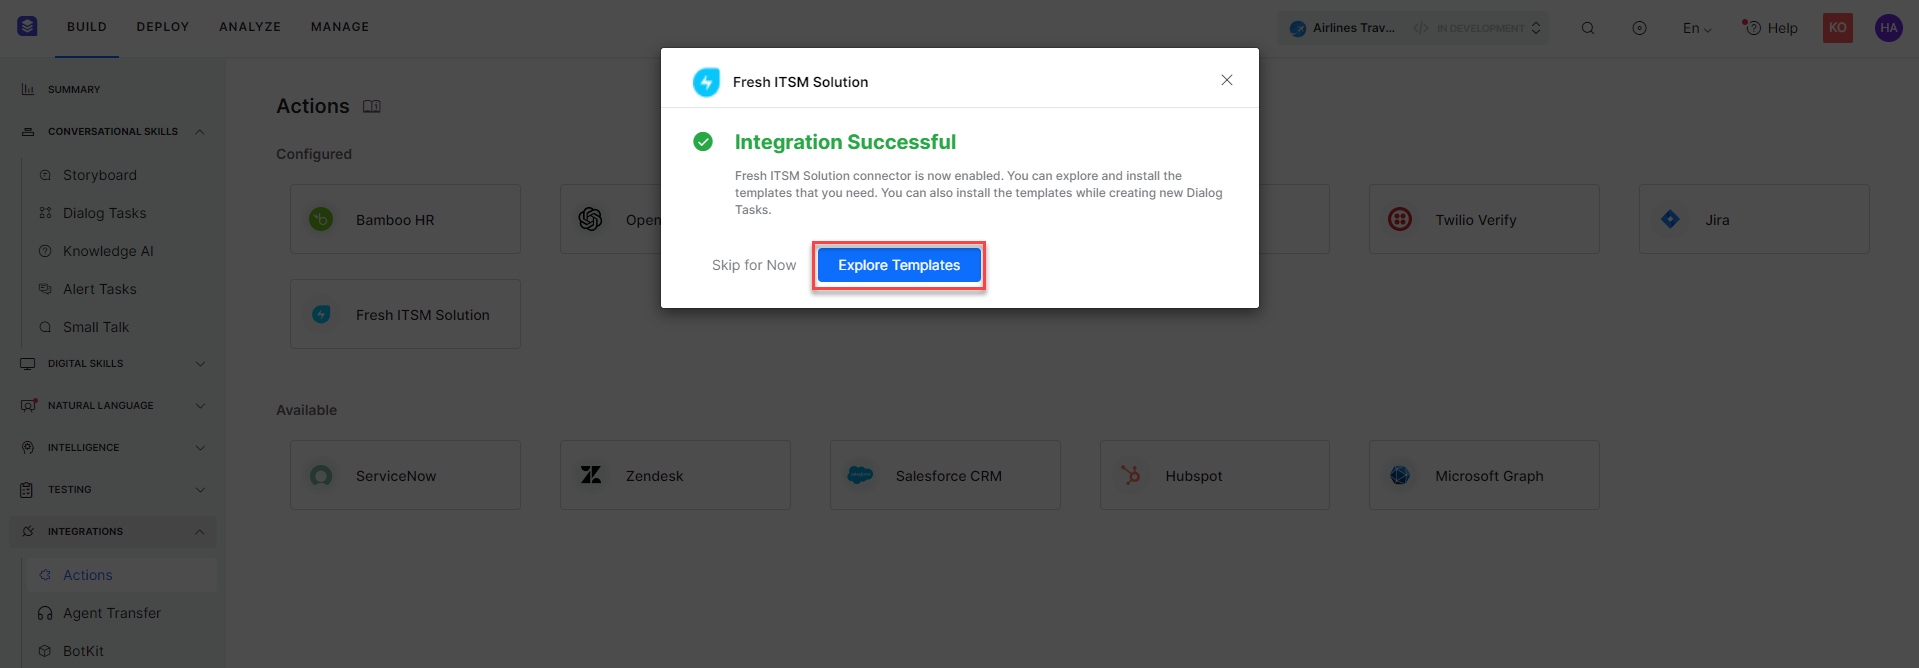 BUILD DEPLOY ANALYZE MANAGE
Airlines Trav... IN DEVELOPMENT En Help KO HA
SUMMARY
CONVERSATIONAL SKILLS
Storyboard
Dialog Tasks
Knowledge AI
Alert Tasks
Small Talk
DIGITAL SKILLS
NATURAL LANGUAGE
INTELLIGENCE
TESTING
INTEGRATIONS
Actions
Agent Transfer
BotKit
Actions
Configured
Bamboo HR
Open
Twilio Verify
Jira
Fresh ITSM Solution
Available
ServiceNow
Zendesk
Salesforce CRM
Hubspot
Microsoft Graph
Fresh ITSM Solution
Integration Successful
Fresh ITSM Solution connector is now enabled. You can explore and install the
templates that you need. You can also install the templates while creating new Dialog
Tasks.
Skip for Now
Explore Templates